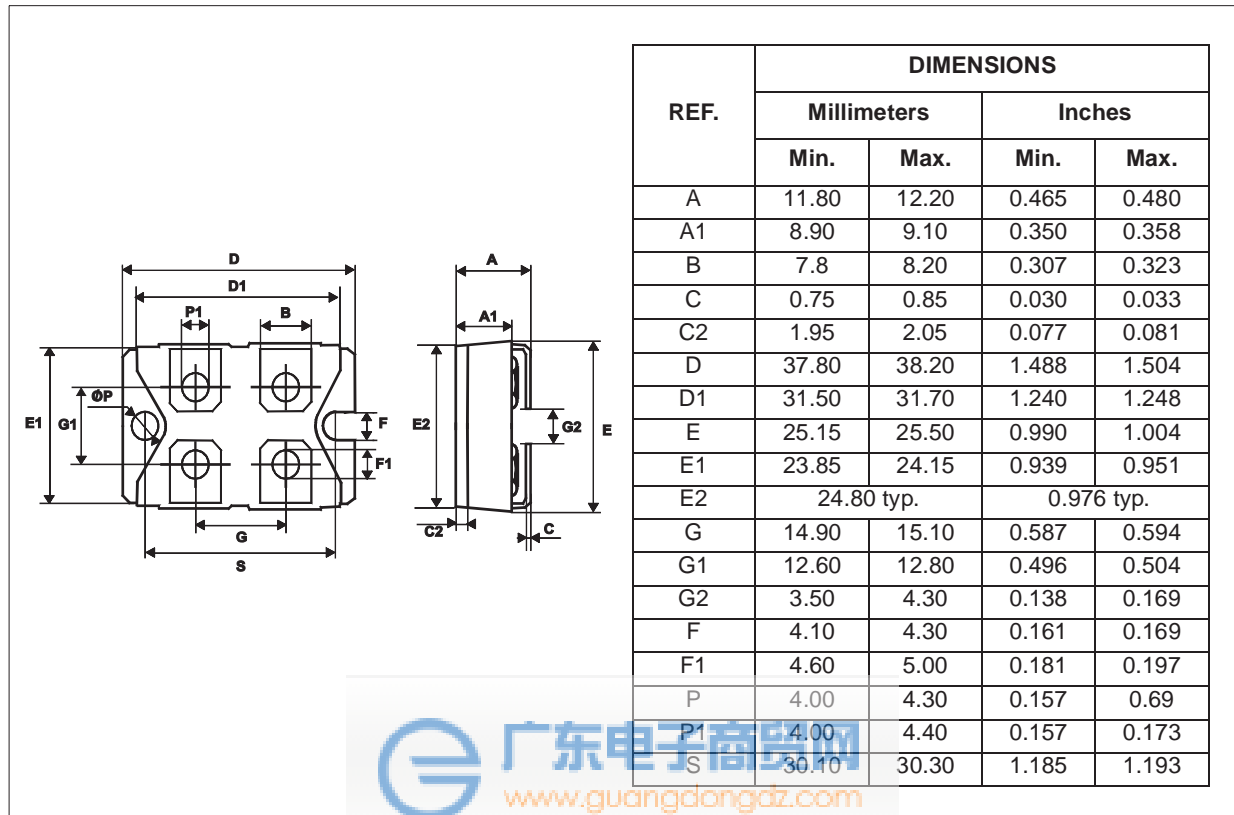 DIMENSIONS
REF. Millimeters Inches
Min. Max. Min. Max.
A 11.80 12.20 0.465 0.480
A1 8.90 9.10 0.350 0.358
B 7.8 8.20 0.307 0.323
C 0.75 0.85 0.030 0.033
C2 1.95 2.05 0.077 0.081
D 37.80 38.20 1.488 1.504
D1 31.50 31.70 1.240 1.248
E 25.15 25.50 0.990 1.004
E1 23.85 24.15 0.939 0.951
E2 24.80 typ. 0.976 typ.
G 14.90 15.10 0.587 0.594
G1 12.60 12.80 0.496 0.504
G2 3.50 4.30 0.138 0.169
F 4.10 4.30 0.161 0.169
F1 4.60 5.00 0.181 0.197
P 4.00 4.30 0.157 0.69
P1 4.00 4.40 0.157 0.173
S 30.10 30.30 1.185 1.193
D
D1
P1 B
ØP
E1 G1 F
F1
G
S
A
A1
E2 G2 E
C2 C
广东电子商贸网
www.guangdongdz.com